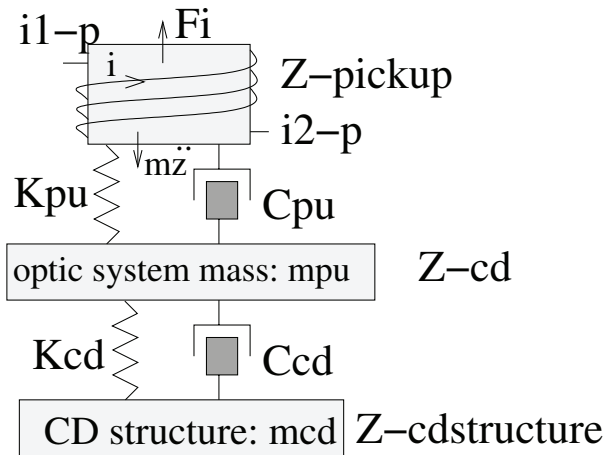 i1-p
Fi
i
Z-pickup
i2-p
mz̈
Kpu
Cpu
optic system mass: mpu
Z-cd
Kcd
Ccd
CD structure: mcd
Z-cdstructure